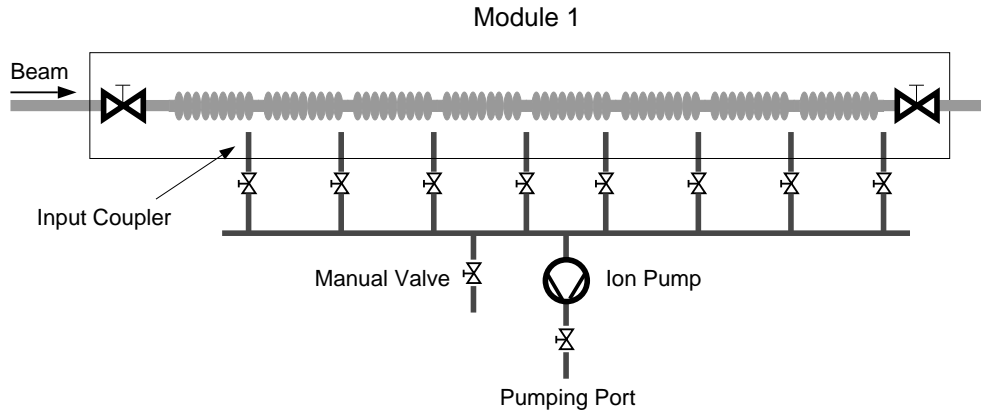 Module 1
Beam
Input Coupler
Manual Valve
Ion Pump
Pumping Port